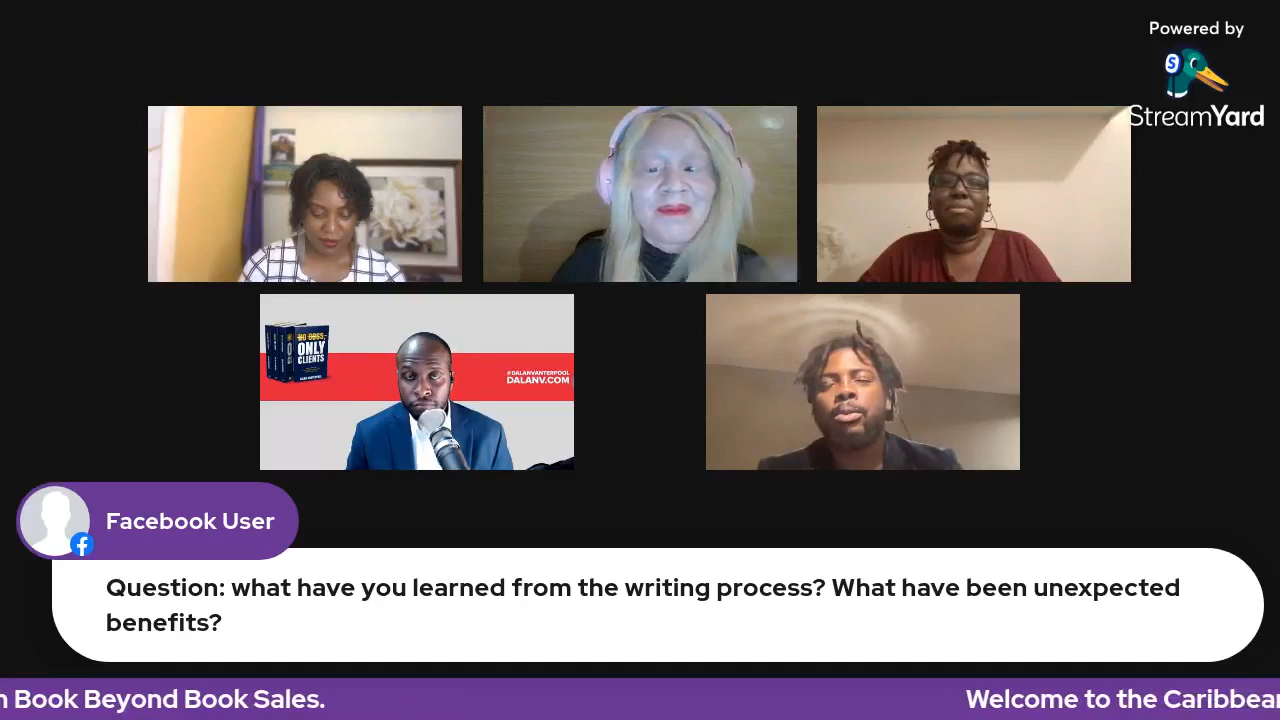 Powered by
StreamYard
NO BSGS,
ONLY
CLIENTS
#DALANVANTERPOOL
DALANV.COM
Facebook User
Question: what have you learned from the writing process? What have been unexpected
benefits?
n Book Beyond Book Sales.
Welcome to the Caribbean